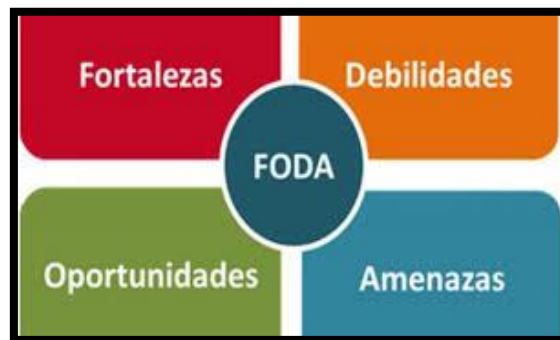 Fortalezas
Debilidades
FODA
Oportunidades
Amenazas